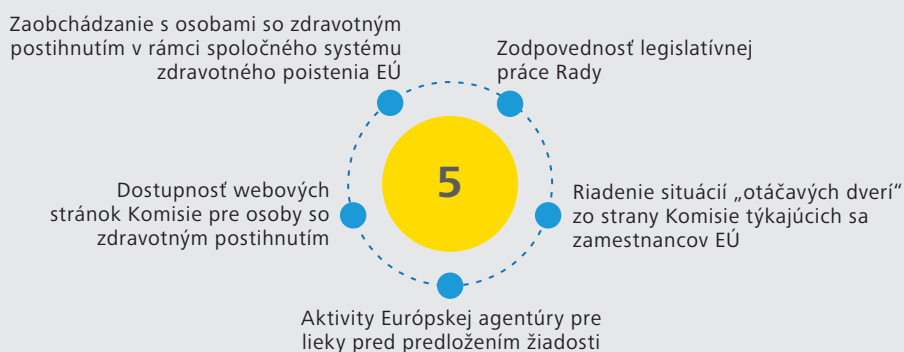 Zaobchádzanie s osobami so zdravotným
postihnutím v rámci spoločného systému
zdravotného poistenia EÚ
Zodpovednosť legislatívnej
práce Rady
5
Dostupnosť webových
stránok Komisie pre osoby so
zdravotným postihnutím
Riadenie situácií „otáčavých dverí“
zo strany Komisie týkajúcich sa
zamestnancov EÚ
Aktivity Európskej agentúry pre
lieky pred predložením žiadosti